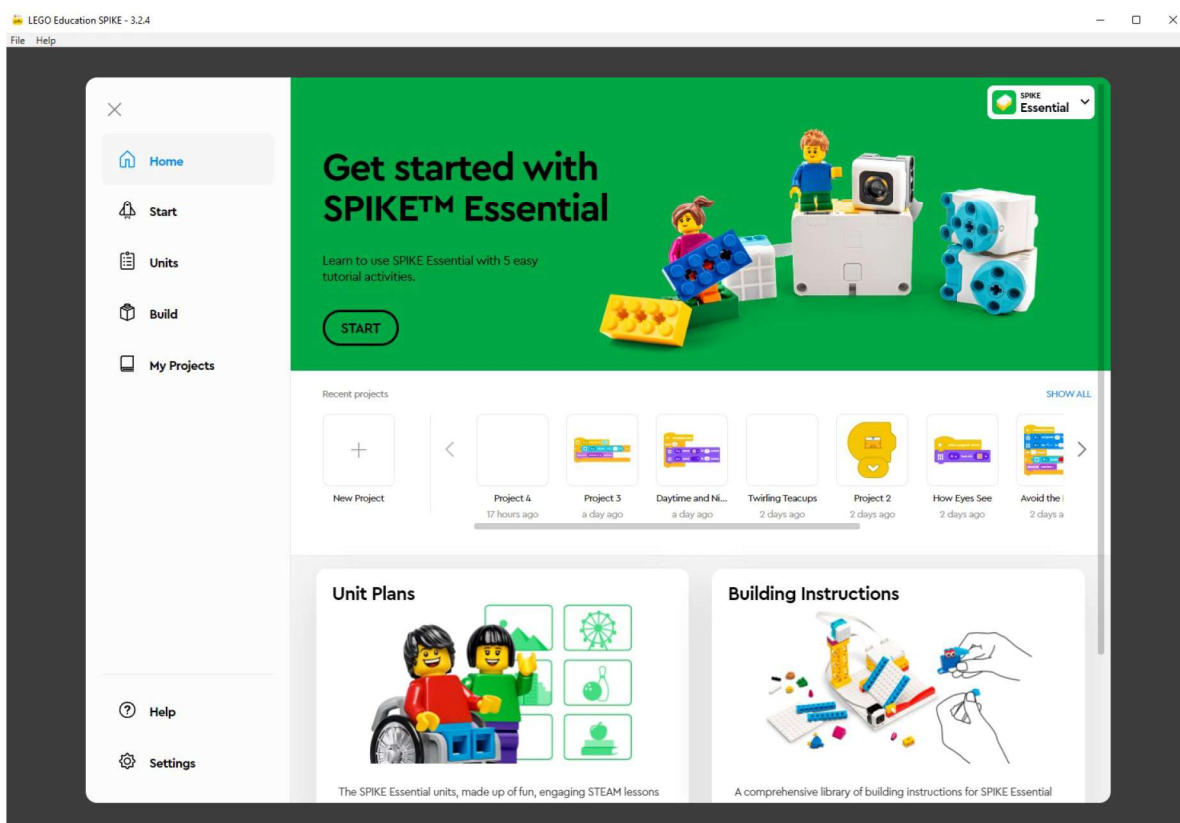 LEGO Education SPIKE - 3.2.4
File Help
Home
Start
Units
Build
My Projects
Help
Settings
SPIKE
Essential
Get started with
SPIKE™ Essential
Learn to use SPIKE Essential with 5 easy
tutorial activities.
START
Recent projects
SHOW ALL
New Project
Project 4
17 hours ago
Project 3
a day ago
Daytime and Ni...
a day ago
Twirling Teacups
2 days ago
Project 2
2 days ago
How Eyes See
2 days ago
Avoid the
2 days a
Unit Plans
The SPIKE Essential units, made up of fun, engaging STEAM lessons
Building Instructions
A comprehensive library of building instructions for SPIKE Essential